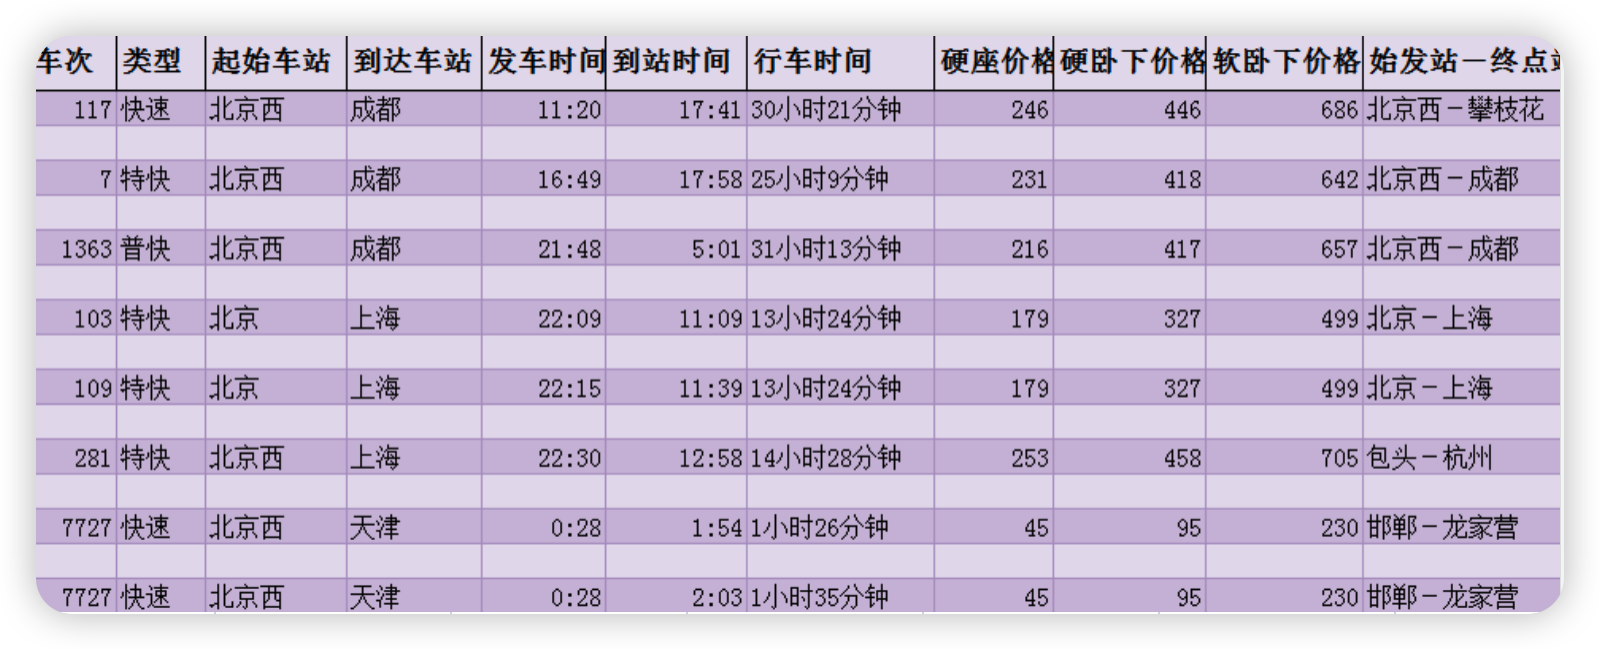 车次 类型 起始车站 到达车站 发车时间 到站时间 行车时间 硬座价格 硬卧下价格 软卧下价格 始发站－终点站
117 快速 北京西 成都 11:20 17:41 30小时21分钟 246 446 686 北京西－攀枝花
7 特快 北京西 成都 16:49 17:58 25小时9分钟 231 418 642 北京西－成都
1363 普快 北京西 成都 21:48 5:01 31小时13分钟 216 417 657 北京西－成都
103 特快 北京 上海 22:09 11:09 13小时24分钟 179 327 499 北京－上海
109 特快 北京 上海 22:15 11:39 13小时24分钟 179 327 499 北京－上海
281 特快 北京西 上海 22:30 12:58 14小时28分钟 253 458 705 包头－杭州
7727 快速 北京西 天津 0:28 1:54 1小时26分钟 45 95 230 邯郸－龙家营
7727 快速 北京西 天津 0:28 2:03 1小时35分钟 45 95 230 邯郸－龙家营